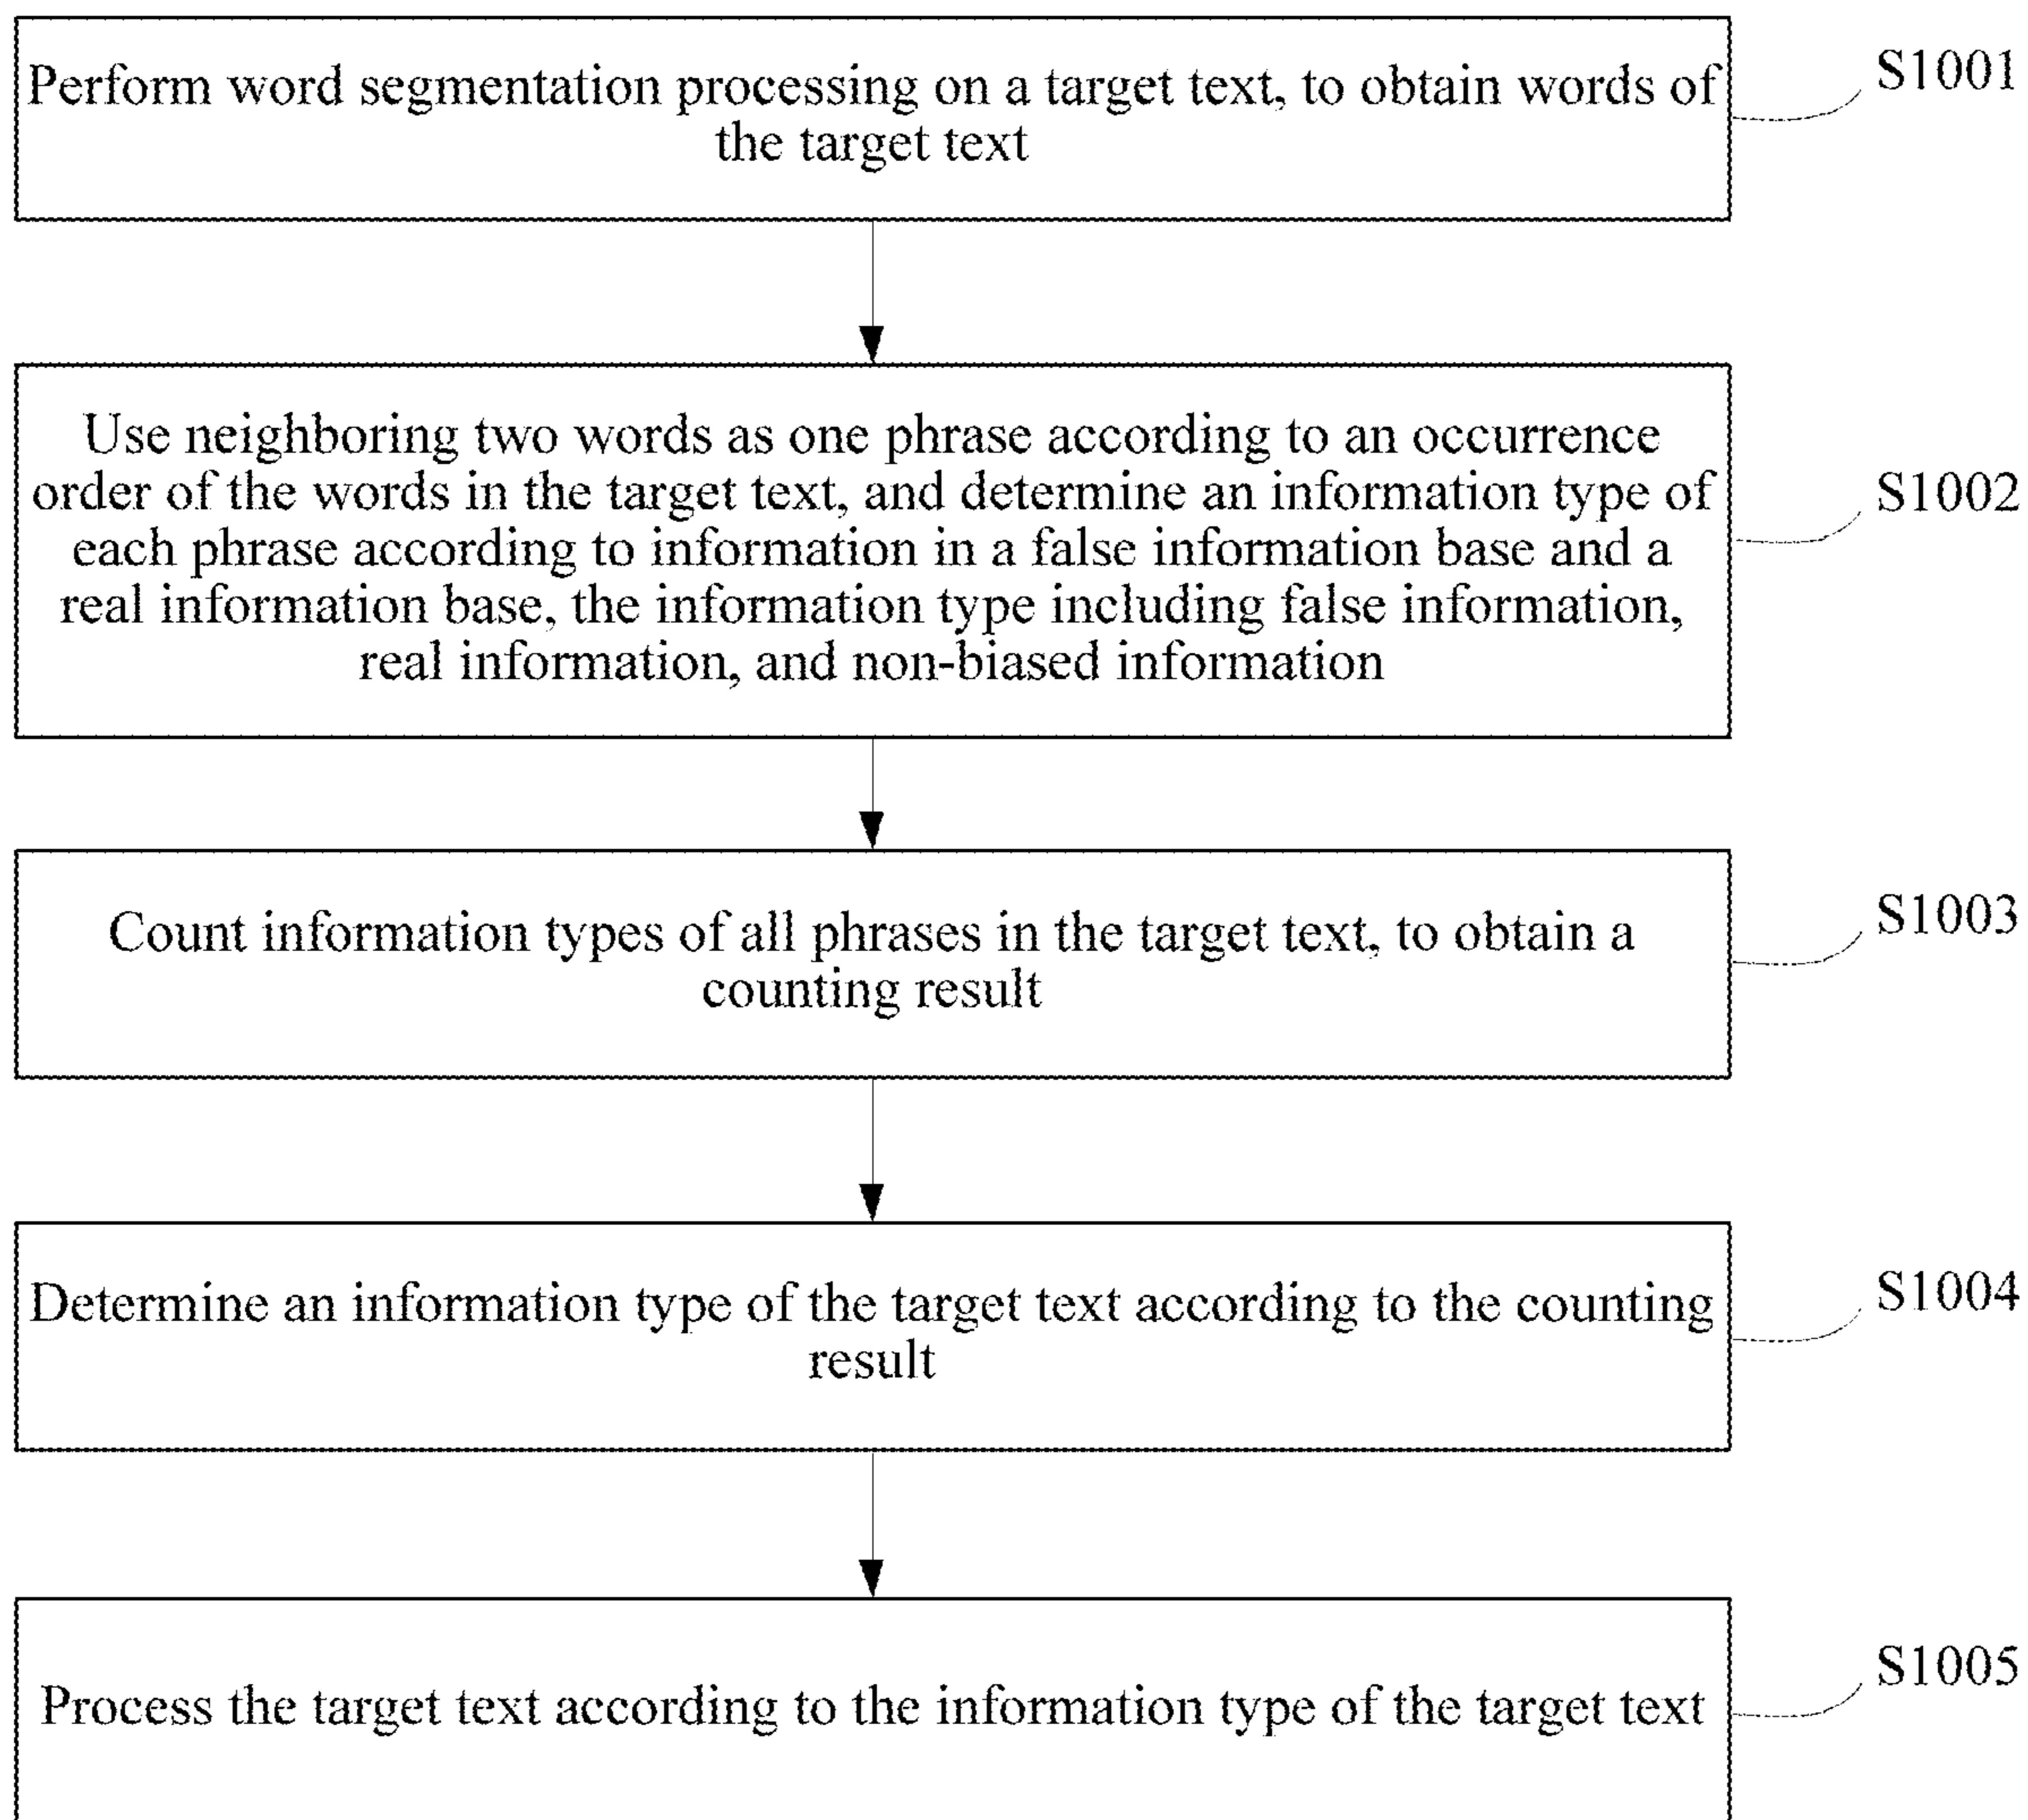 Perform word segmentation processing on a target text, to obtain words of
the target text
S1001
Use neighboring two words as one phrase according to an occurrence
order of the words in the target text, and determine an information type of
each phrase according to information in a false information base and a
real information base, the information type including false information,
real information, and non-biased information
S1002
Count information types of all phrases in the target text, to obtain a
counting result
S1003
Determine an information type of the target text according to the counting
result
S1004
Process the target text according to the information type of the target text
S1005